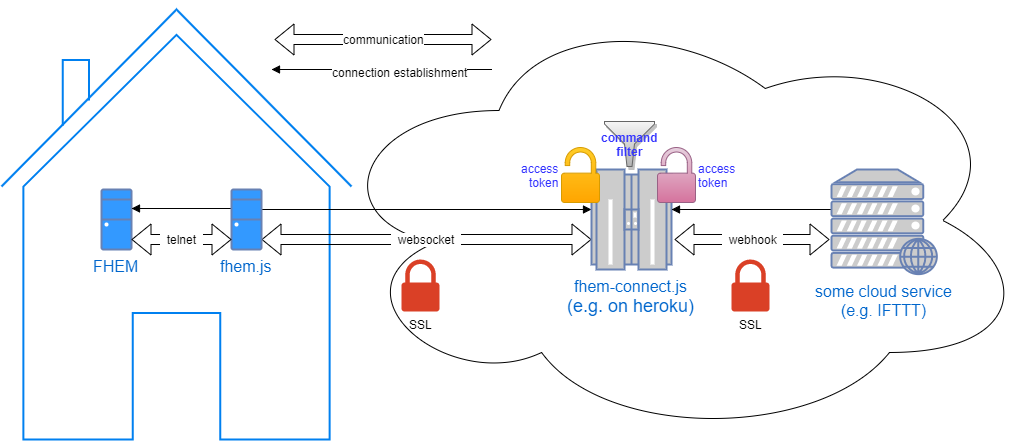 communication
connection establishment
command
filter
access
token
access
token
telnet
websocket
webhook
FHEM
fhem.js
fhem-connect.js
(e.g. on heroku)
some cloud service
(e.g. IFTTT)
SSL
SSL